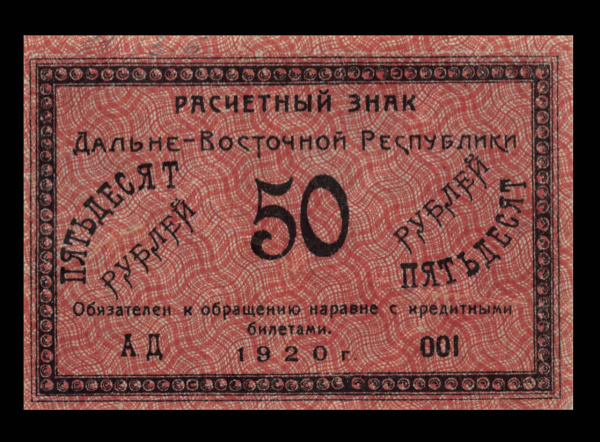 РАСЧЕТНЫЙ ЗНАК
Дальне-Восточной Республики
ПЯТЬДЕСЯТ
РУБЛЕЙ
50
РУБЛЕЙ
ПЯТЬДЕСЯТ
Обязателен к обращению наравне с кредитными
билетами.
АД
1920 г.
001